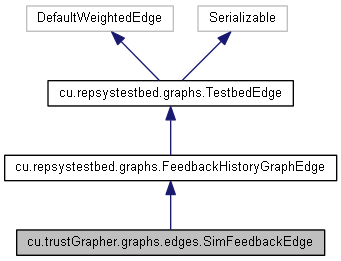 DefaultWeightedEdge
Serializable
cu.repsystestbed.graphs.TestbedEdge
cu.repsystestbed.graphs.FeedbackHistoryGraphEdge
cu.trustGrapher.graphs.edges.SimFeedbackEdge